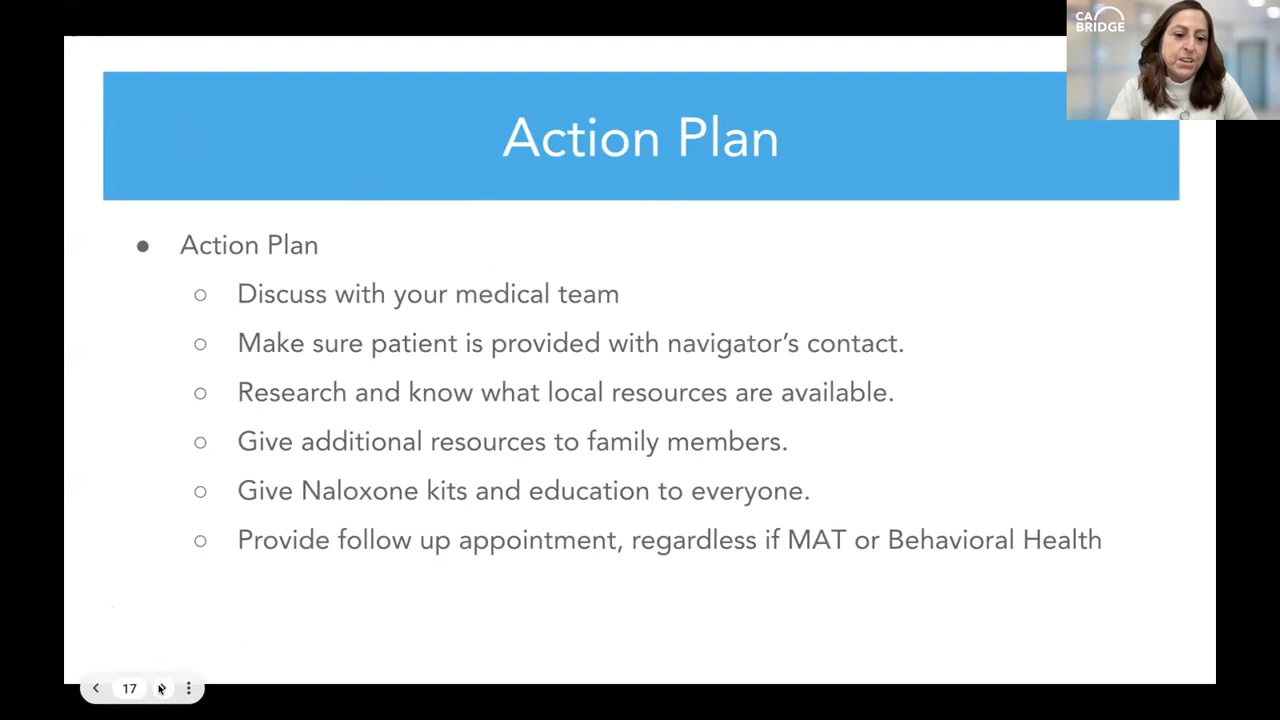 CA
BRIDGE
Action Plan
● Action Plan
○ Discuss with your medical team
○ Make sure patient is provided with navigator’s contact.
○ Research and know what local resources are available.
○ Give additional resources to family members.
○ Give Naloxone kits and education to everyone.
○ Provide follow up appointment, regardless if MAT or Behavioral Health
17